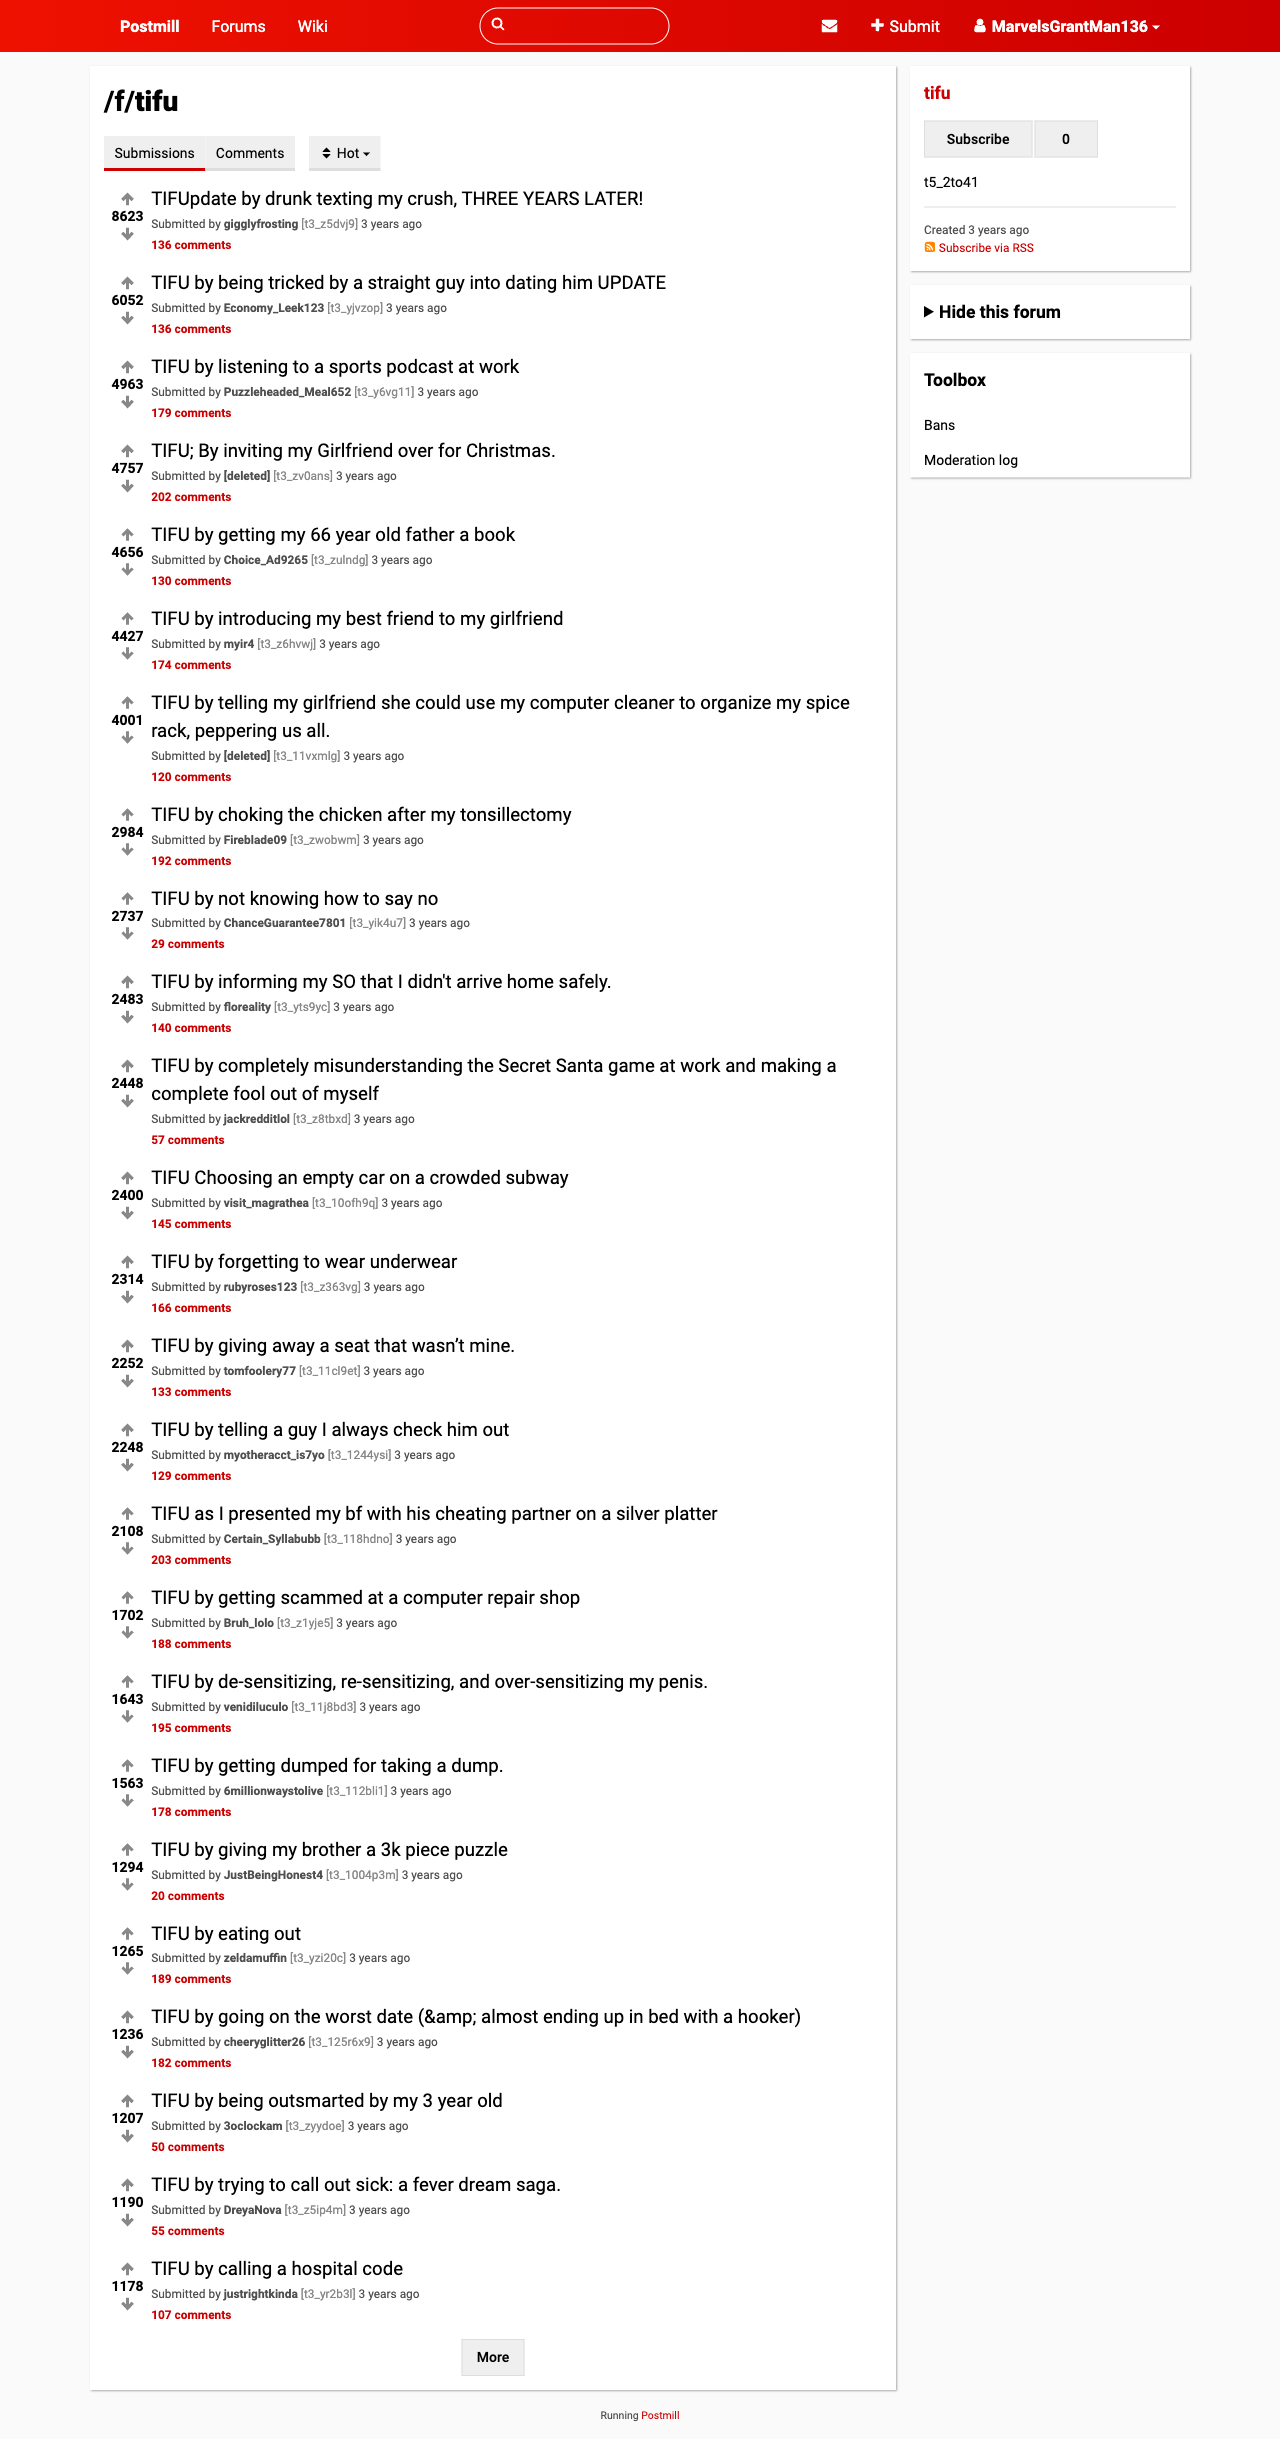 Postmill
Forums
Wiki
Submit
MarvelsGrantMan136
/f/tifu
Submissions
Comments
Hot
8623
TIFUpdate by drunk texting my crush, THREE YEARS LATER!
Submitted by gigglyfrosting [t3_z5dvj9] 3 years ago
136 comments
6052
TIFU by being tricked by a straight guy into dating him UPDATE
Submitted by Economy_Leek123 [t3_yjvzop] 3 years ago
136 comments
4963
TIFU by listening to a sports podcast at work
Submitted by Puzzleheaded_Meal652 [t3_y6vg11] 3 years ago
179 comments
4757
TIFU; By inviting my Girlfriend over for Christmas.
Submitted by [deleted] [t3_zv0ans] 3 years ago
202 comments
4656
TIFU by getting my 66 year old father a book
Submitted by Choice_Ad9265 [t3_zulndg] 3 years ago
130 comments
4427
TIFU by introducing my best friend to my girlfriend
Submitted by myir4 [t3_z6hvwj] 3 years ago
174 comments
4001
TIFU by telling my girlfriend she could use my computer cleaner to organize my spice
rack, peppering us all.
Submitted by [deleted] [t3_11vxmlg] 3 years ago
120 comments
2984
TIFU by choking the chicken after my tonsillectomy
Submitted by Fireblade09 [t3_zwobwm] 3 years ago
192 comments
2737
TIFU by not knowing how to say no
Submitted by ChanceGuarantee7801 [t3_yik4u7] 3 years ago
29 comments
2483
TIFU by informing my SO that I didn't arrive home safely.
Submitted by floreality [t3_yts9yc] 3 years ago
140 comments
2448
TIFU by completely misunderstanding the Secret Santa game at work and making a
complete fool out of myself
Submitted by jackredditlol [t3_z8tbxd] 3 years ago
57 comments
2400
TIFU Choosing an empty car on a crowded subway
Submitted by visit_magrathea [t3_10ofh9q] 3 years ago
145 comments
2314
TIFU by forgetting to wear underwear
Submitted by rubyroses123 [t3_z363vg] 3 years ago
166 comments
2252
TIFU by giving away a seat that wasn’t mine.
Submitted by tomfoolery77 [t3_11cl9et] 3 years ago
133 comments
2248
TIFU by telling a guy I always check him out
Submitted by myotheracct_is7yo [t3_1244ysi] 3 years ago
129 comments
2108
TIFU as I presented my bf with his cheating partner on a silver platter
Submitted by Certain_Syllabubb [t3_118hdno] 3 years ago
203 comments
1702
TIFU by getting scammed at a computer repair shop
Submitted by Bruh_lolo [t3_z1yje5] 3 years ago
188 comments
1643
TIFU by de-sensitizing, re-sensitizing, and over-sensitizing my penis.
Submitted by venidiluculo [t3_11j8bd3] 3 years ago
195 comments
1563
TIFU by getting dumped for taking a dump.
Submitted by 6millionwaystolive [t3_112bli1] 3 years ago
178 comments
1294
TIFU by giving my brother a 3k piece puzzle
Submitted by JustBeingHonest4 [t3_1004p3m] 3 years ago
20 comments
1265
TIFU by eating out
Submitted by zeldamuffin [t3_yzi20c] 3 years ago
189 comments
1236
TIFU by going on the worst date (&amp;amp; almost ending up in bed with a hooker)
Submitted by cheeryglitter26 [t3_125r6x9] 3 years ago
182 comments
1207
TIFU by being outsmarted by my 3 year old
Submitted by 3oclockam [t3_zyydoe] 3 years ago
50 comments
1190
TIFU by trying to call out sick: a fever dream saga.
Submitted by DreyaNova [t3_z5ip4m] 3 years ago
55 comments
1178
TIFU by calling a hospital code
Submitted by justrightkinda [t3_yr2b3l] 3 years ago
107 comments
More
tifu
Subscribe
0
t5_2to41
Created 3 years ago
Subscribe via RSS
Hide this forum
Toolbox
Bans
Moderation log
Running Postmill